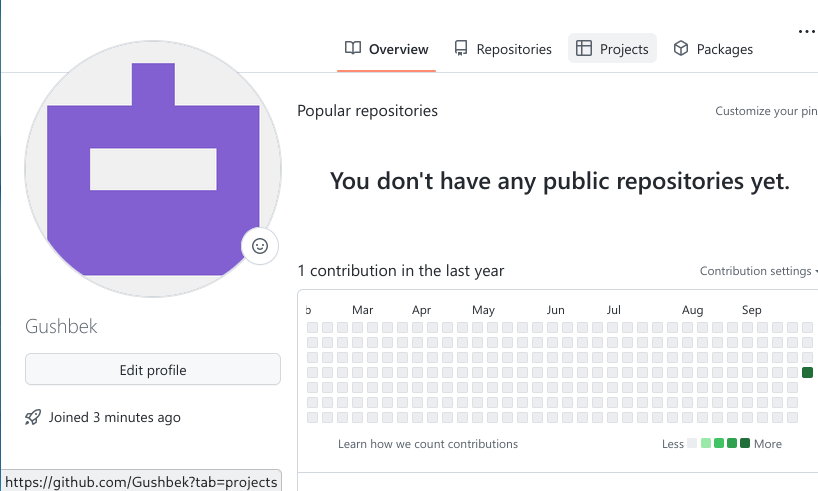 Overview Repositories Projects Packages
Popular repositories Customize your pin
You don't have any public repositories yet.
1 contribution in the last year Contribution settings
b Mar Apr May Jun Jul Aug Sep
Learn how we count contributions Less More
Gushbek
Edit profile
Joined 3 minutes ago
https://github.com/Gushbek?tab=projects